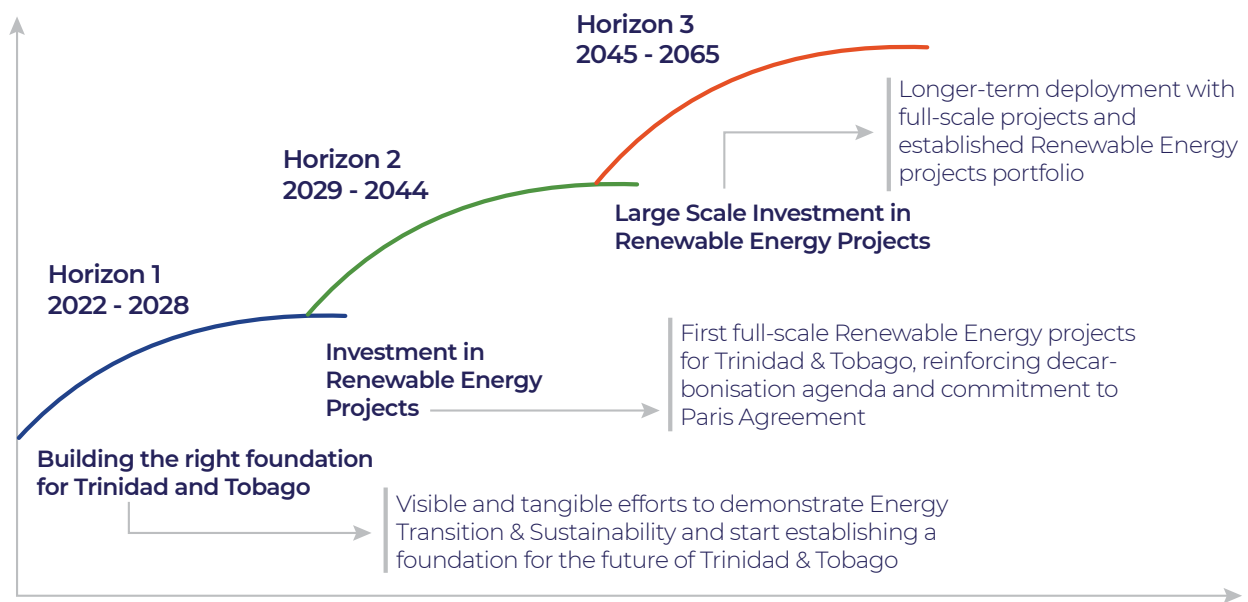 Horizon 3
2045 - 2065
Longer-term deployment with
full-scale projects and
established Renewable Energy
projects portfolio
Large Scale Investment in
Renewable Energy Projects
Horizon 2
2029 - 2044
First full-scale Renewable Energy projects
for Trinidad & Tobago, reinforcing decar-
bonisation agenda and commitment to
Paris Agreement
Investment in
Renewable Energy
Projects
Horizon 1
2022 - 2028
Building the right foundation
for Trinidad and Tobago
Visible and tangible efforts to demonstrate Energy
Transition & Sustainability and start establishing a
foundation for the future of Trinidad & Tobago